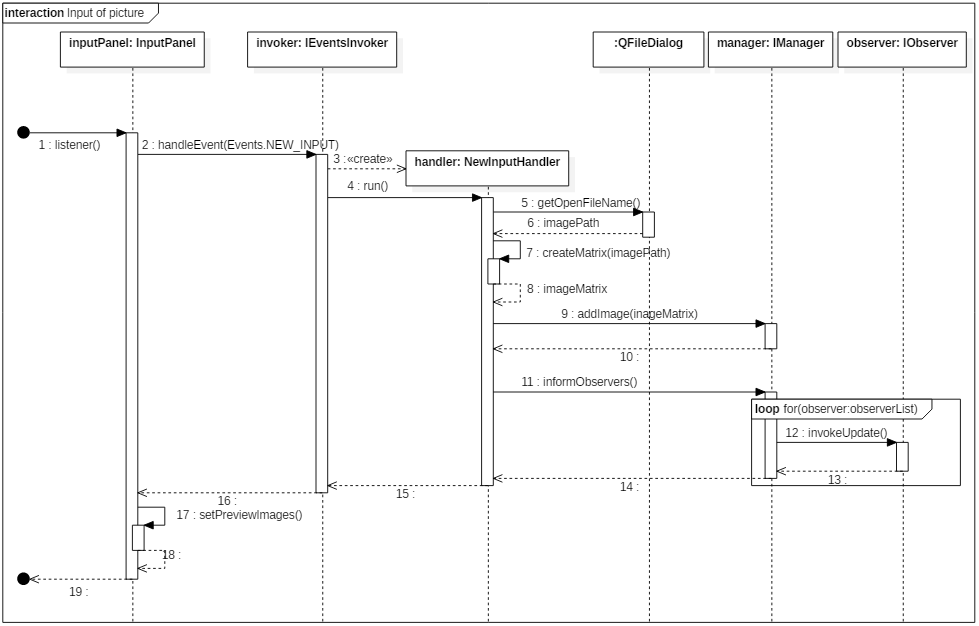 interaction Input of picture
inputPanel: InputPanel
invoker: IEventsInvoker
:QFileDialog
manager: IManager
observer: IObserver
1 : listener()
2 : handleEvent(Events.NEW_INPUT)
3 : «create»
handler: NewInputHandler
4 : run()
5 : getOpenFileName()
6 : imagePath
7 : createMatrix(imagePath)
8 : imageMatrix
9 : addImage(inageMatrix)
10 :
11 : informObservers()
loop for(observer:observerList)
12 : invokeUpdate()
13 :
14 :
15 :
16 :
17 : setPreviewImages()
18 :
19 :